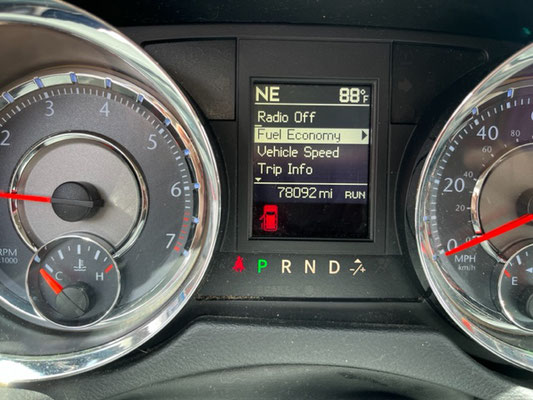 NE 88°F
Radio Off
Fuel Economy
Vehicle Speed
Trip Info
78092 mi RUN
P R N D
2 3 4 5 6 7
RPM
1000
C H
0 20 40 60
MPH
km/h
E